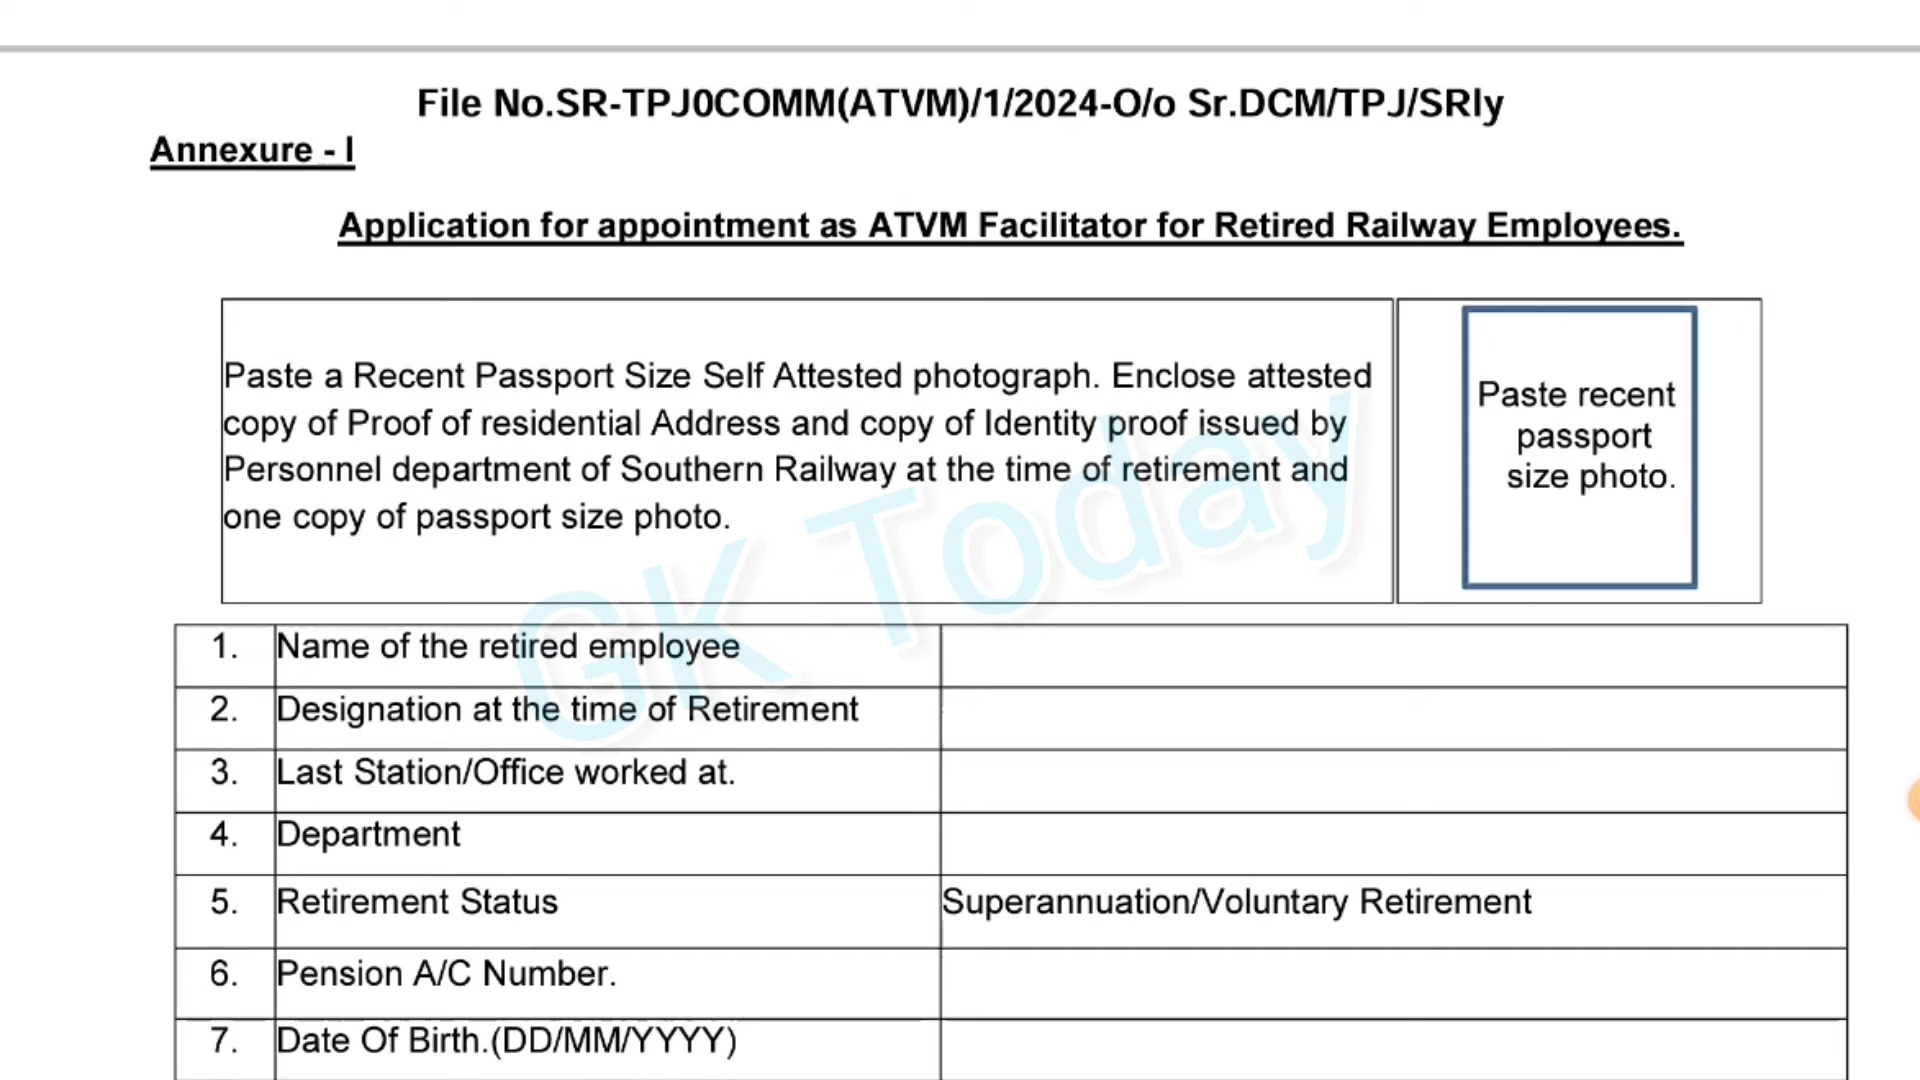 File No.SR-TPJ0COMM(ATVM)/1/2024-O/o Sr.DCM/TPJ/SRly
Annexure - I
Application for appointment as ATVM Facilitator for Retired Railway Employees.
Paste a Recent Passport Size Self Attested photograph. Enclose attested
copy of Proof of residential Address and copy of Identity proof issued by
Personnel department of Southern Railway at the time of retirement and
one copy of passport size photo.
Paste recent
passport
size photo.
GK Today
1. Name of the retired employee
2. Designation at the time of Retirement
3. Last Station/Office worked at.
4. Department
5. Retirement Status Superannuation/Voluntary Retirement
6. Pension A/C Number.
7. Date Of Birth.(DD/MM/YYYY)